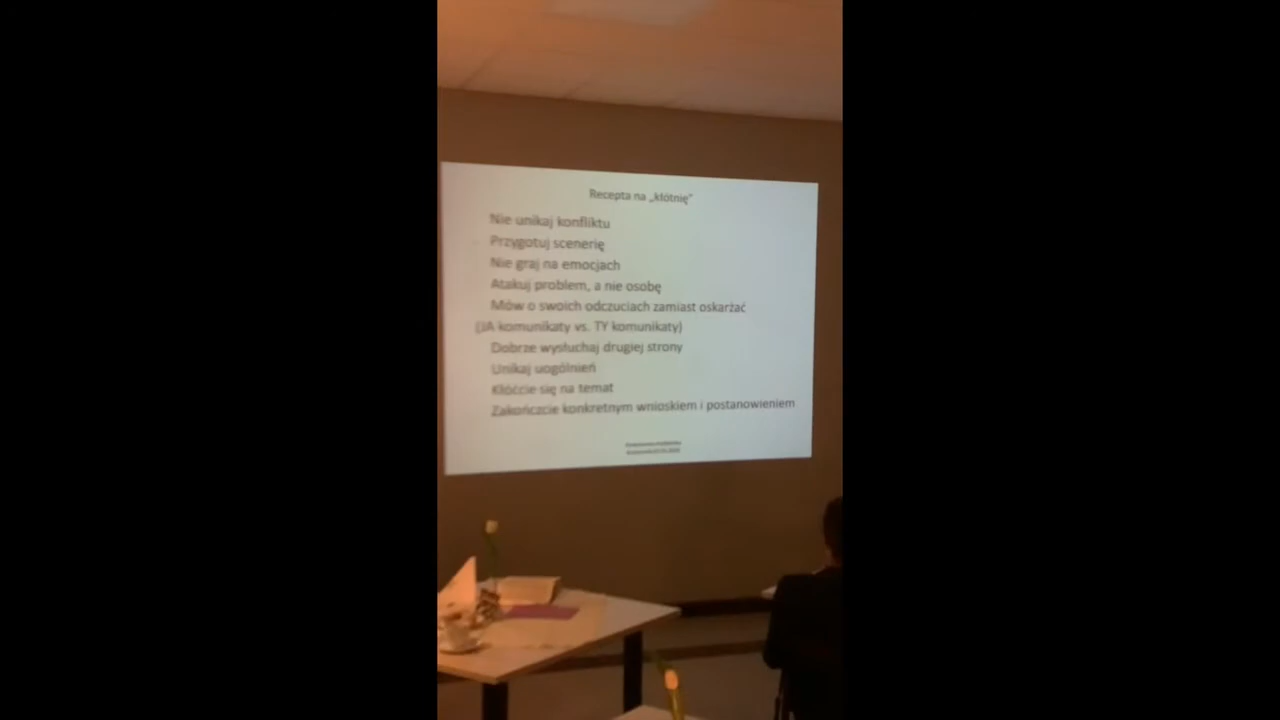 Recepta na „kłótnię”
Nie unikaj konfliktu
Przygotuj scenerię
Nie graj na emocjach
Atakuj problem, a nie osobę
Mów o swoich odczuciach zamiast oskarżać
(JA komunikaty vs. TY komunikaty)
Dobrze wysłuchaj drugiej strony
Unikaj uogólnień
Kłóćcie się na temat
Zakończcie konkretnym wnioskiem i postanowieniem